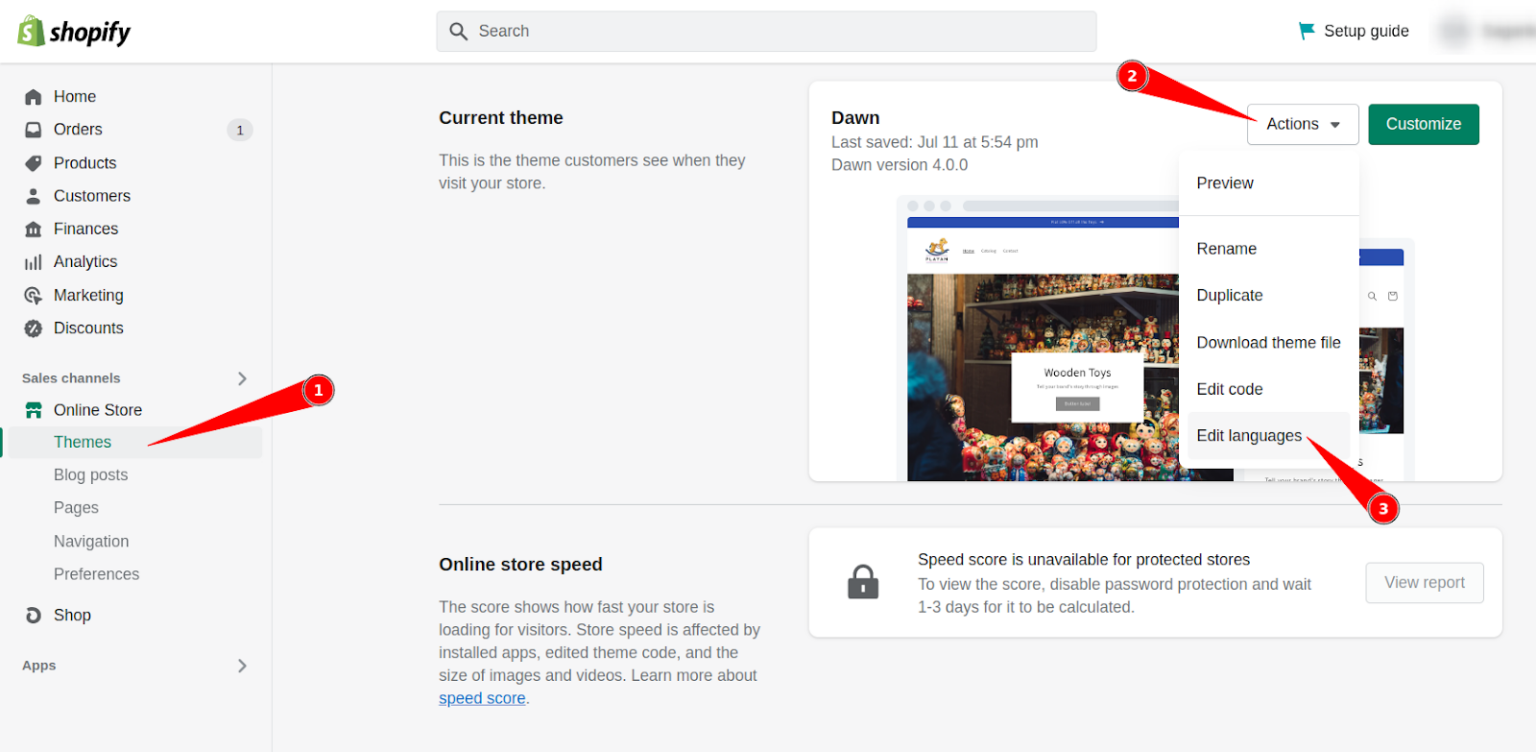 shopify
Search
Setup guide
Home
Orders
1
Products
Customers
Finances
Analytics
Marketing
Discounts
Sales channels
Online Store
Themes
Blog posts
Pages
Navigation
Preferences
Shop
Apps
1
Current theme
This is the theme customers see when they
visit your store.
Dawn
Last saved: Jul 11 at 5:54 pm
Dawn version 4.0.0
2
Actions
Customize
Preview
Rename
Duplicate
Download theme file
Edit code
Edit languages
3
Home Catalog Contact
Wooden Toys
Tell your brand's story through images
Online store speed
The score shows how fast your store is
loading for visitors. Store speed is affected by
installed apps, edited theme code, and the
size of images and videos. Learn more about
speed score.
Speed score is unavailable for protected stores
To view the score, disable password protection and wait
1-3 days for it to be calculated.
View report